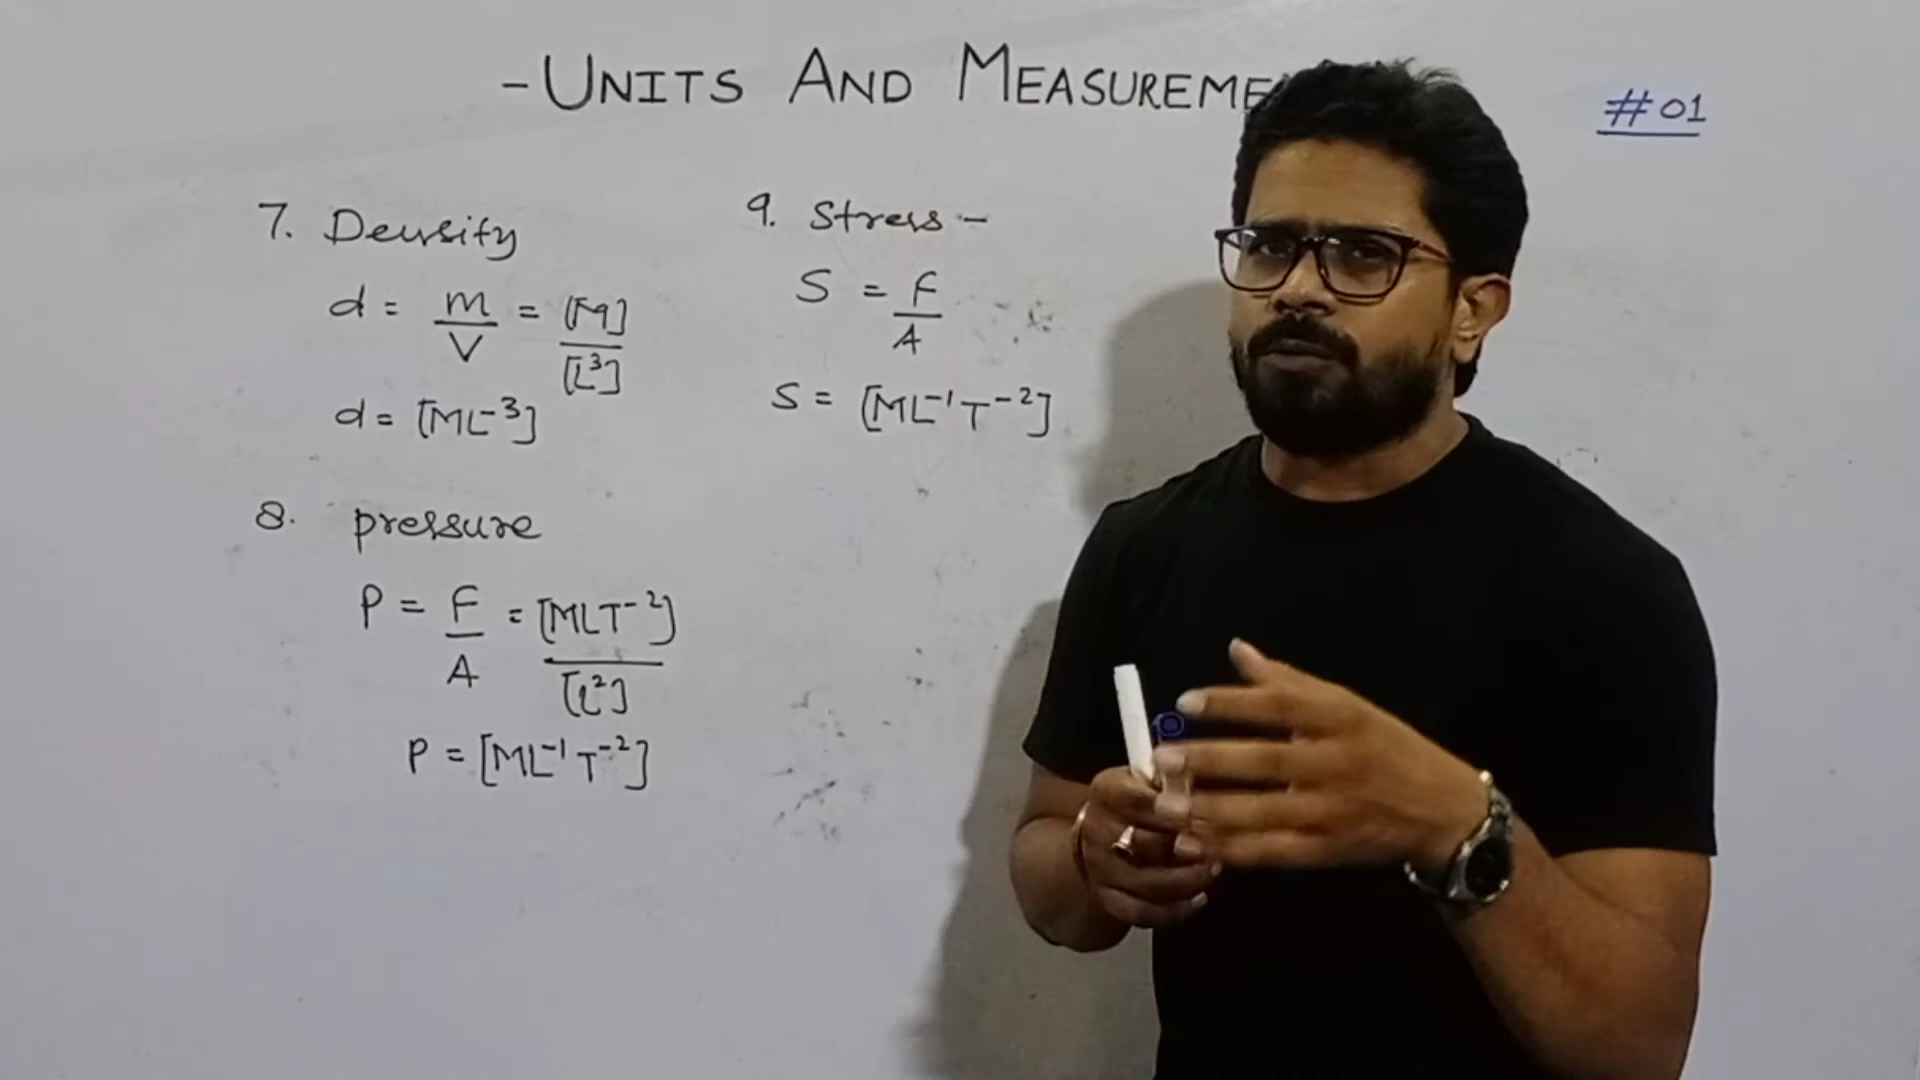 - UNITS AND MEASUREME
#01
7. Density
d = m/V = [M]/[L³]
d = [ML⁻³]
8. pressure
P = F/A = [MLT⁻²]/[L²]
P = [ML⁻¹T⁻²]
9. Stress -
S = F/A
S = [ML⁻¹T⁻²]